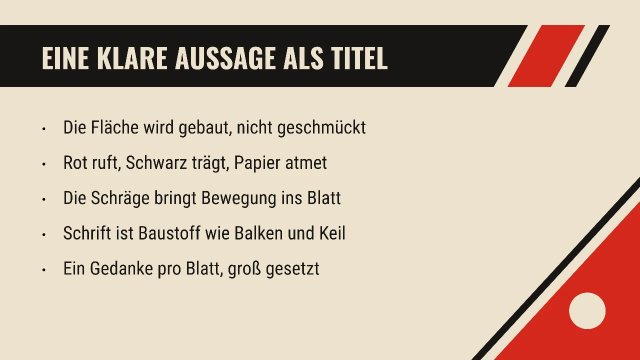 EINE KLARE AUSSAGE ALS TITEL
• Die Fläche wird gebaut, nicht geschmückt
• Rot ruft, Schwarz trägt, Papier atmet
• Die Schräge bringt Bewegung ins Blatt
• Schrift ist Baustoff wie Balken und Keil
• Ein Gedanke pro Blatt, groß gesetzt